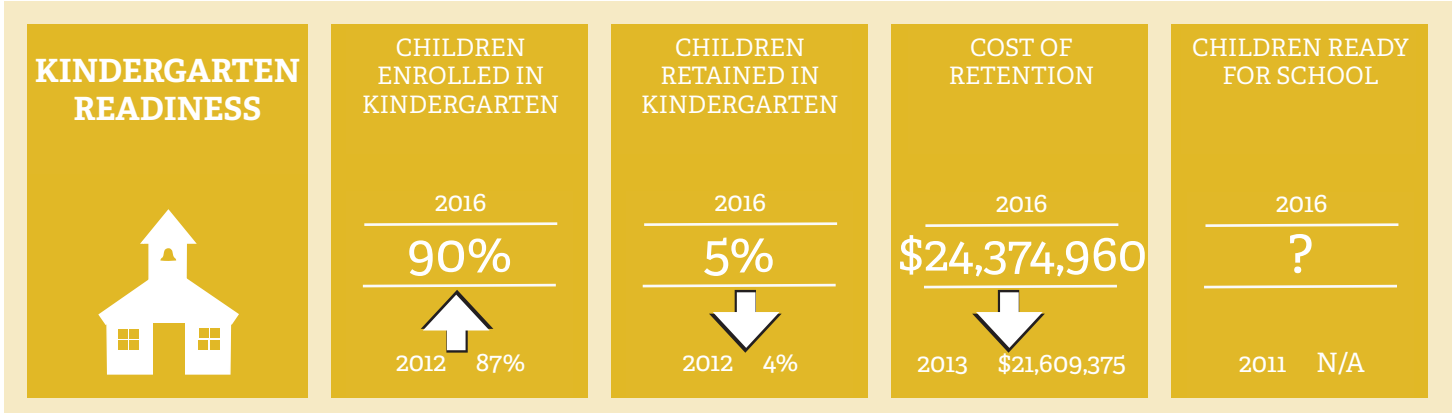 KINDERGARTEN
READINESS
CHILDREN
ENROLLED IN
KINDERGARTEN
2016
90%
2012 87%
CHILDREN
RETAINED IN
KINDERGARTEN
2016
5%
2012 4%
COST OF
RETENTION
2016
$24,374,960
2013 $21,609,375
CHILDREN READY
FOR SCHOOL
2016
?
2011 N/A